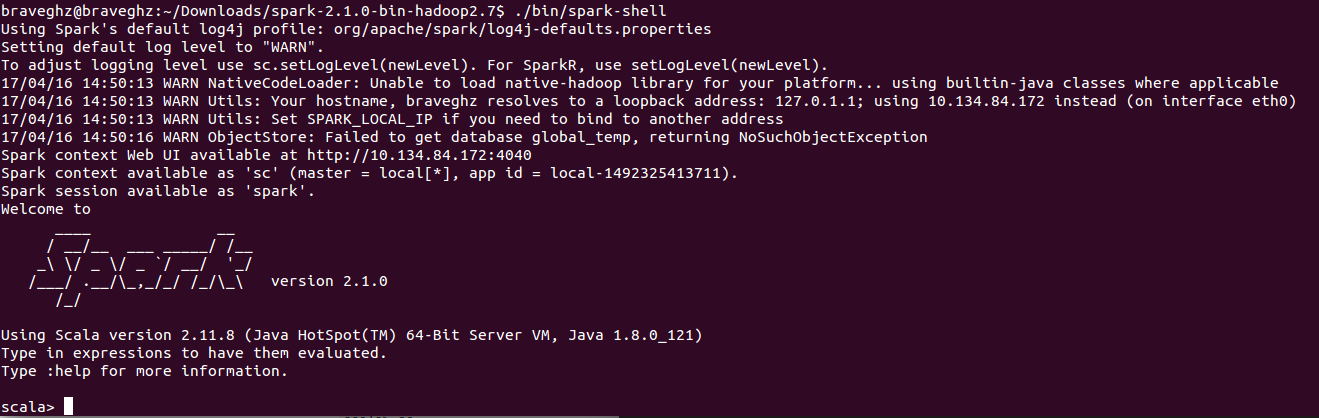 braveghz@braveghz:~/Downloads/spark-2.1.0-bin-hadoop2.7$ ./bin/spark-shell
Using Spark's default log4j profile: org/apache/spark/log4j-defaults.properties
Setting default log level to "WARN".
To adjust logging level use sc.setLogLevel(newLevel). For SparkR, use setLogLevel(newLevel).
17/04/16 14:50:13 WARN NativeCodeLoader: Unable to load native-hadoop library for your platform... using builtin-java classes where applicable
17/04/16 14:50:13 WARN Utils: Your hostname, braveghz resolves to a loopback address: 127.0.1.1; using 10.134.84.172 instead (on interface eth0)
17/04/16 14:50:13 WARN Utils: Set SPARK_LOCAL_IP if you need to bind to another address
17/04/16 14:50:16 WARN ObjectStore: Failed to get database global_temp, returning NoSuchObjectException
Spark context Web UI available at http://10.134.84.172:4040
Spark context available as 'sc' (master = local[*], app id = local-1492325413711).
Spark session available as 'spark'.
Welcome to
      ____              __
     / __/__  ___ _____/ /__
    _\ \/ _ \/ _ `/ __/  '_/
   /___/ .__/\_,_/_/ /_/\_\   version 2.1.0
      /_/
Using Scala version 2.11.8 (Java HotSpot(TM) 64-Bit Server VM, Java 1.8.0_121)
Type in expressions to have them evaluated.
Type :help for more information.
scala>